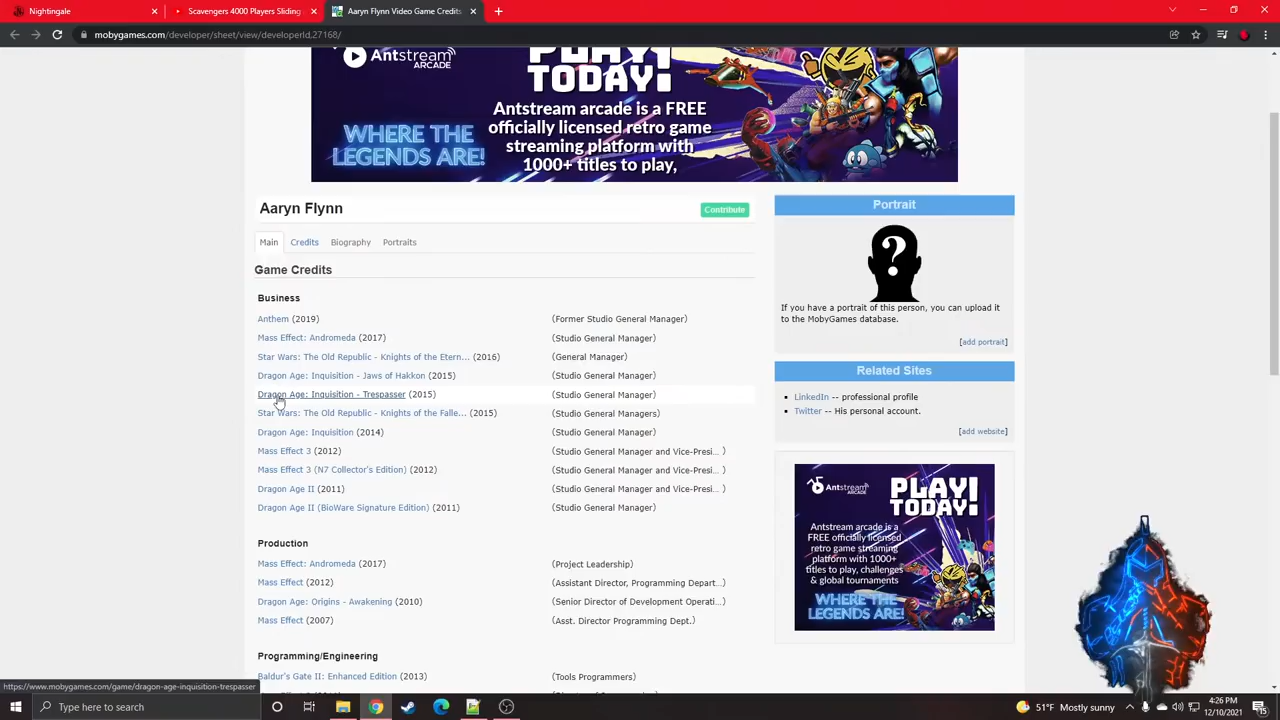 Nightingale
Scavengers 4000 Players Sliding
Aaryn Flynn Video Game Credits
mobygames.com/developer/sheet/view/developerId,27168/
Antstream
ARCADE
WHERE THE
LEGENDS ARE!
TODAY!
Antstream arcade is a FREE
officially licensed retro game
streaming platform with
1000+ titles to play,
Aaryn Flynn
Contribute
Main Credits Biography Portraits
Game Credits
Business
Anthem (2019) (Former Studio General Manager)
Mass Effect: Andromeda (2017) (Studio General Manager)
Star Wars: The Old Republic - Knights of the Etern... (2016) (General Manager)
Dragon Age: Inquisition - Jaws of Hakkon (2015) (Studio General Manager)
Dragon Age: Inquisition - Trespasser (2015) (Studio General Manager)
Star Wars: The Old Republic - Knights of the Falle... (2015) (Studio General Managers)
Dragon Age: Inquisition (2014) (Studio General Manager)
Mass Effect 3 (2012) (Studio General Manager and Vice-Presi... )
Mass Effect 3 (N7 Collector's Edition) (2012) (Studio General Manager and Vice-Presi... )
Dragon Age II (2011) (Studio General Manager and Vice-Presi... )
Dragon Age II (BioWare Signature Edition) (2011) (Studio General Manager)
Production
Mass Effect: Andromeda (2017) (Project Leadership)
Mass Effect (2012) (Assistant Director, Programming Depart...)
Dragon Age: Origins - Awakening (2010) (Senior Director of Development Operati...)
Mass Effect (2007) (Asst. Director Programming Dept.)
Programming/Engineering
Baldur's Gate II: Enhanced Edition (2013) (Tools Programmers)
Portrait
?
If you have a portrait of this person, you can upload it
to the MobyGames database.
[add portrait]
Related Sites
LinkedIn -- professional profile
Twitter -- His personal account.
[add website]
Antstream
ARCADE
PLAY!
TODAY!
Antstream arcade is a FREE
officially licensed retro game
streaming platform with 1000+
titles to play, challenges
& global tournaments
WHERE THE
LEGENDS ARE!
https://www.mobygames.com/game/dragon-age-inquisition-trespasser
Type here to search
51°F Mostly sunny
4:26 PM
12/10/2021
15